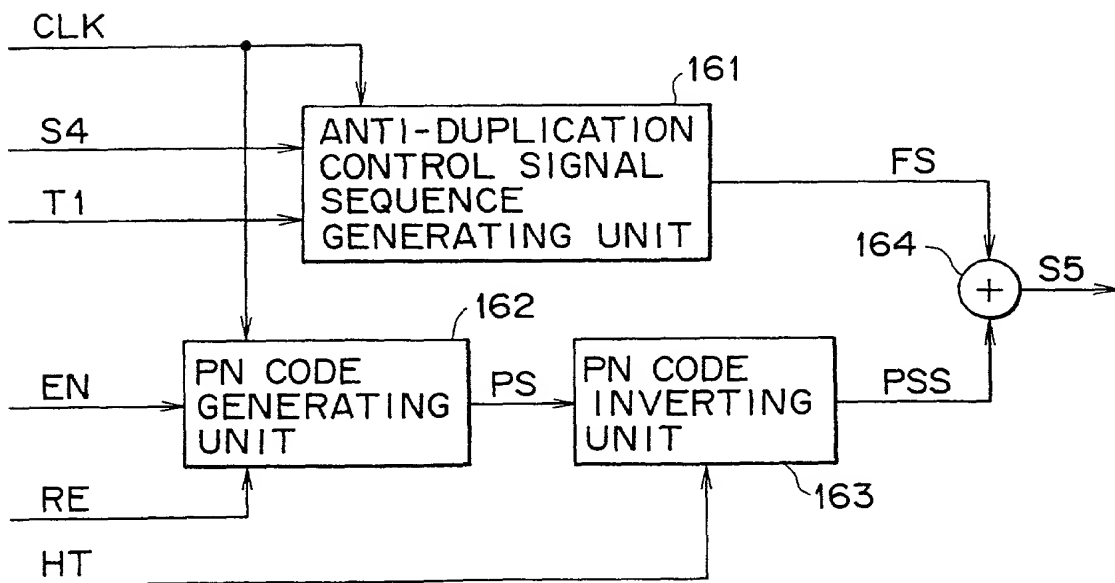 CLK
161
S4
ANTI-DUPLICATION
CONTROL SIGNAL
SEQUENCE
GENERATING UNIT
T1
FS
164
+
S5
162
EN
PN CODE
GENERATING
UNIT
PS
PN CODE
INVERTING
UNIT
PSS
163
RE
HT